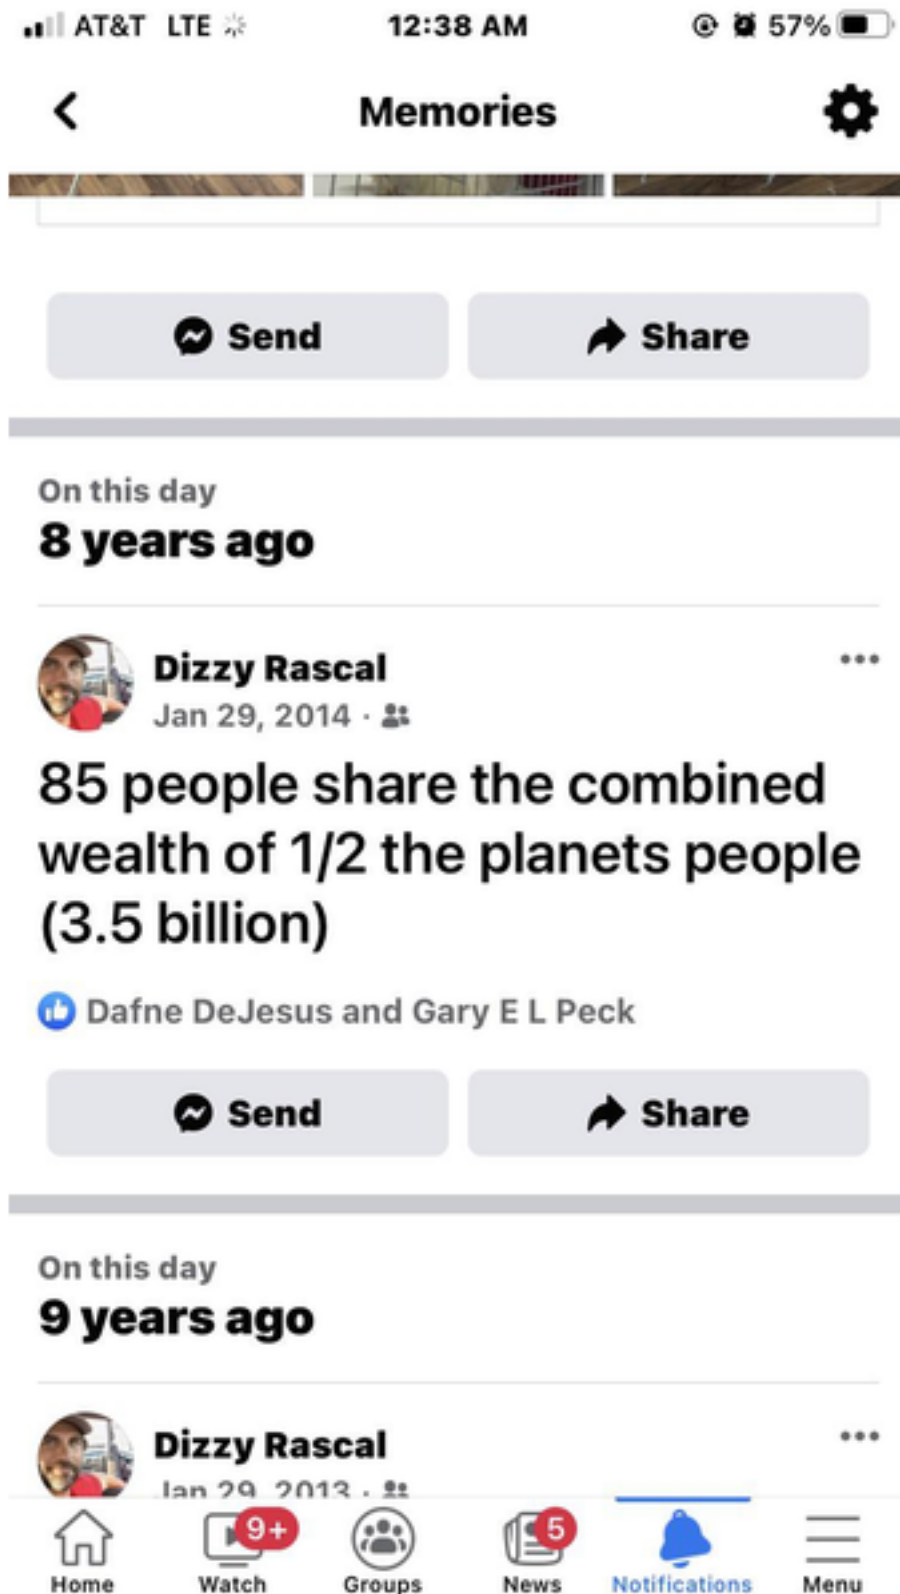 AT&T LTE 12:38 AM 57%
Memories
Send Share
On this day
8 years ago
Dizzy Rascal
Jan 29, 2014 ·
85 people share the combined
wealth of 1/2 the planets people
(3.5 billion)
Dafne DeJesus and Gary E L Peck
Send Share
On this day
9 years ago
Dizzy Rascal
Jan 29, 2013 ·
9+ 5
Home Watch Groups News Notifications Menu